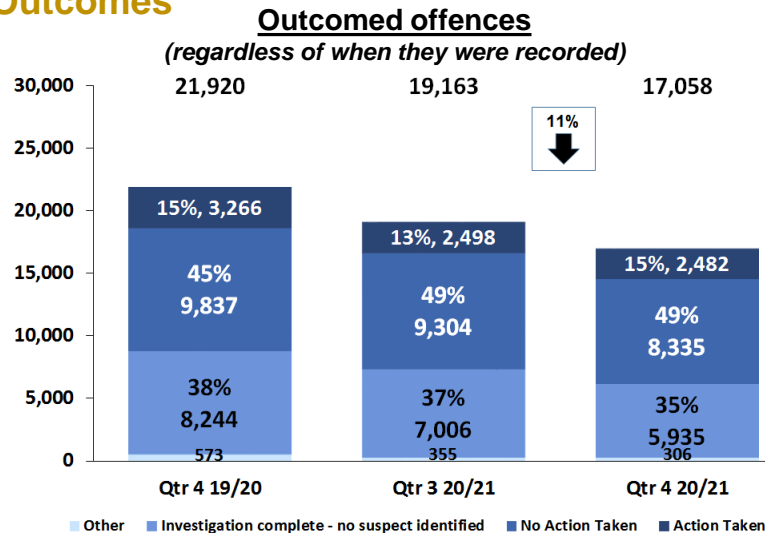 Outcomes
Outcomed offences
(regardless of when they were recorded)
30,000
21,920
19,163
17,058
11%
25,000
20,000
15%, 3,266
13%, 2,498
15%, 2,482
15,000
45%
9,837
49%
9,304
49%
8,335
10,000
38%
8,244
37%
7,006
35%
5,935
5,000
0
573
355
306
Qtr 4 19/20
Qtr 3 20/21
Qtr 4 20/21
Other
Investigation complete - no suspect identified
No Action Taken
Action Taken